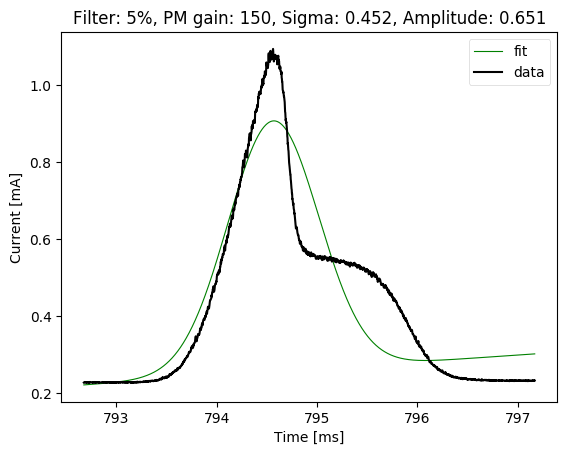 Filter: 5%, PM gain: 150, Sigma: 0.452, Amplitude: 0.651
fit
data
1.0
0.8
0.6
0.4
0.2
Current [mA]
793
794
795
796
797
Time [ms]